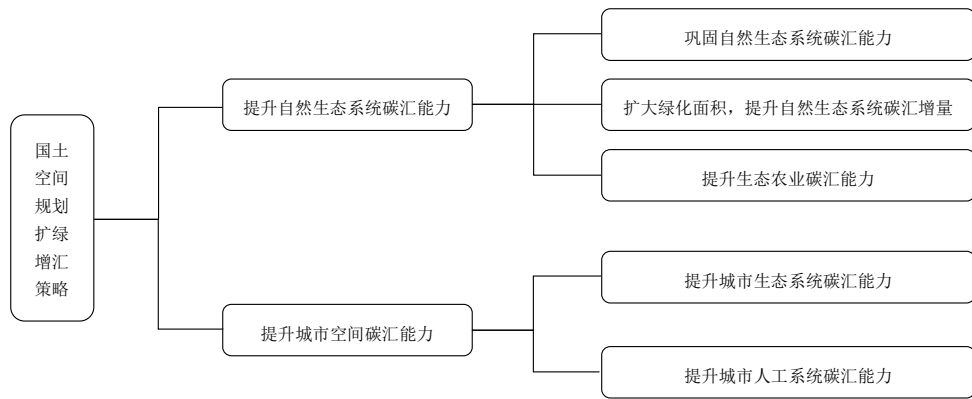 国土
空间
规划
扩绿
增汇
策略
提升自然生态系统碳汇能力
巩固自然生态系统碳汇能力
扩大绿化面积，提升自然生态系统碳汇增量
提升生态农业碳汇能力
提升城市空间碳汇能力
提升城市生态系统碳汇能力
提升城市人工系统碳汇能力